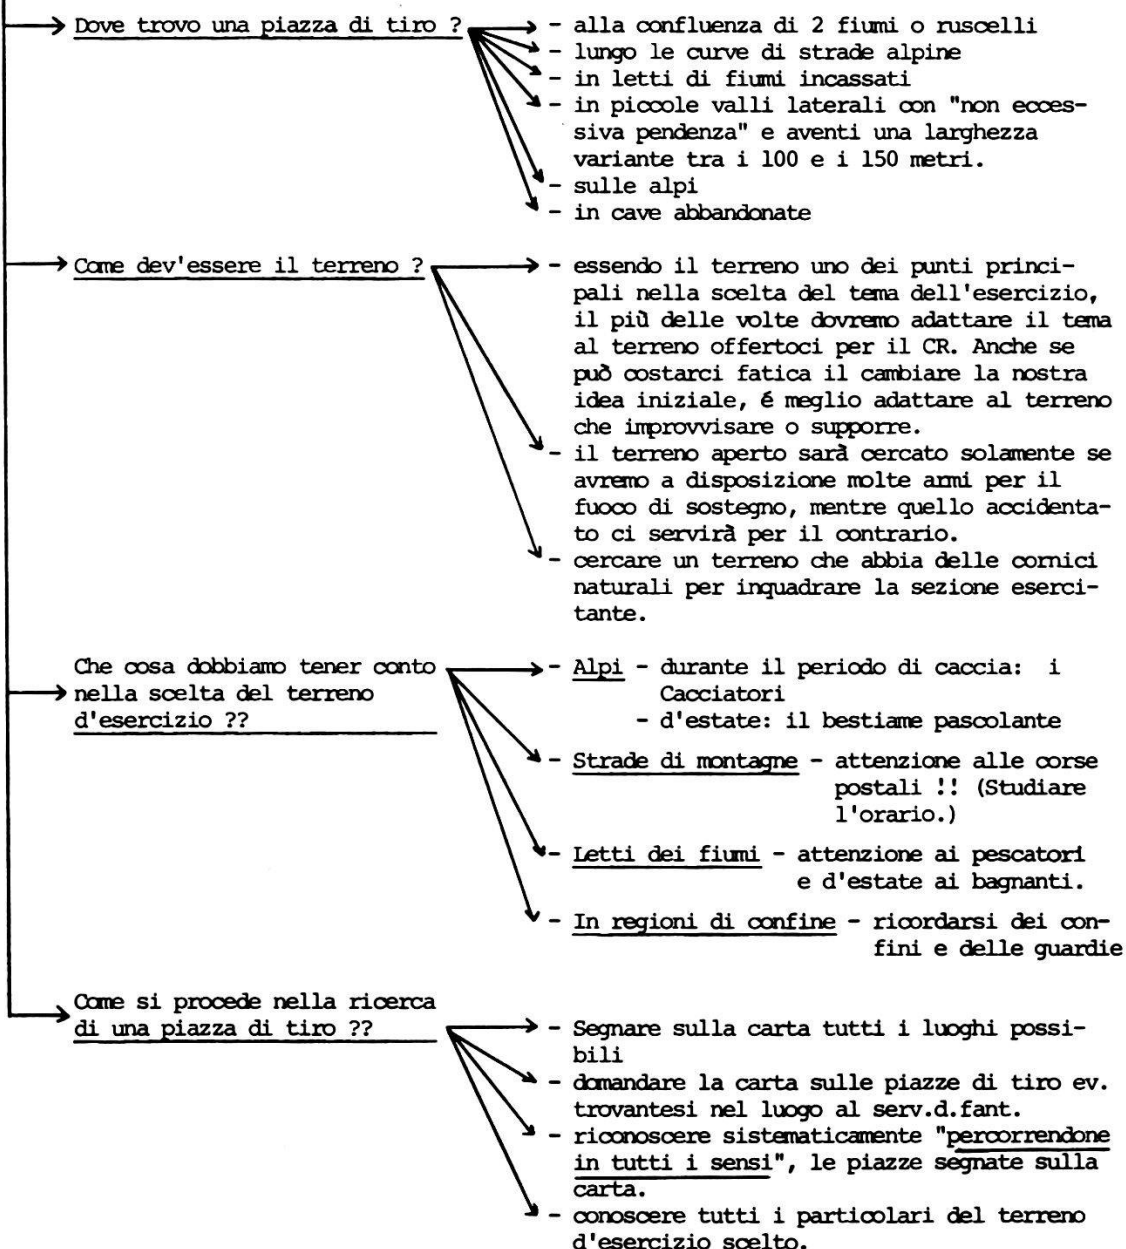 Dove trovo una piazza di tiro ?
- alla confluenza di 2 fiumi o ruscelli
- lungo le curve di strade alpine
- in letti di fiumi incassati
- in piccole valli laterali con "non ecces-
siva pendenza" e aventi una larghezza
variante tra i 100 e i 150 metri.
- sulle alpi
- in cave abbandonate
Come dev'essere il terreno ?
- essendo il terreno uno dei punti princi-
pali nella scelta del tema dell'esercizio,
il più delle volte dovremo adattare il tema
al terreno offertoci per il CR. Anche se
può costarci fatica il cambiare la nostra
idea iniziale, é meglio adattare al terreno
che improvvisare o supporre.
- il terreno aperto sarà cercato solamente se
avremo a disposizione molte armi per il
fuoco di sostegno, mentre quello accidenta-
to ci servirà per il contrario.
- cercare un terreno che abbia delle cornici
naturali per inquadrare la sezione eserci-
tante.
Che cosa dobbiamo tener conto
nella scelta del terreno
d'esercizio ??
- Alpi - durante il periodo di caccia: i
Cacciatori
- d'estate: il bestiame pascolante
- Strade di montagne - attenzione alle corse
postali !! (Studiare
l'orario.)
- Letti dei fiumi - attenzione ai pescatori
e d'estate ai bagnanti.
- In regioni di confine - ricordarsi dei con-
fini e delle guardie
Come si procede nella ricerca
di una piazza di tiro ??
- Segnare sulla carta tutti i luoghi possi-
bili
- domandare la carta sulle piazze di tiro ev.
trovantesi nel luogo al serv.d.fant.
- riconoscere sistematicamente "percorrendone
in tutti i sensi", le piazze segnate sulla
carta.
- conoscere tutti i particolari del terreno
d'esercizio scelto.